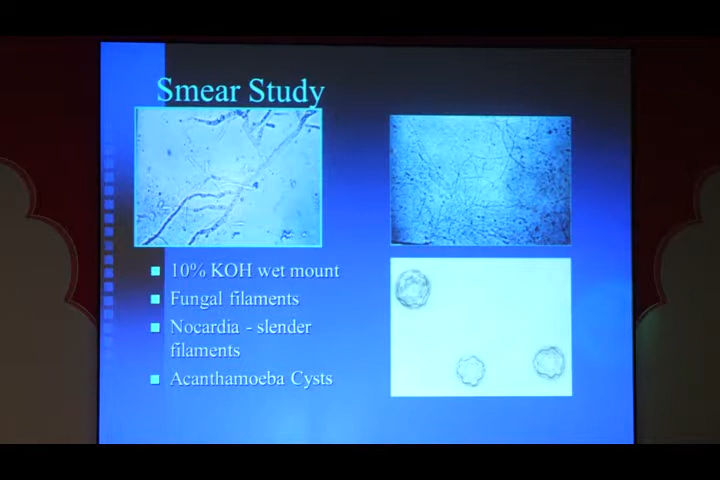 Smear Study
10% KOH wet mount
Fungal filaments
Nocardia - slender
filaments
Acanthamoeba Cysts